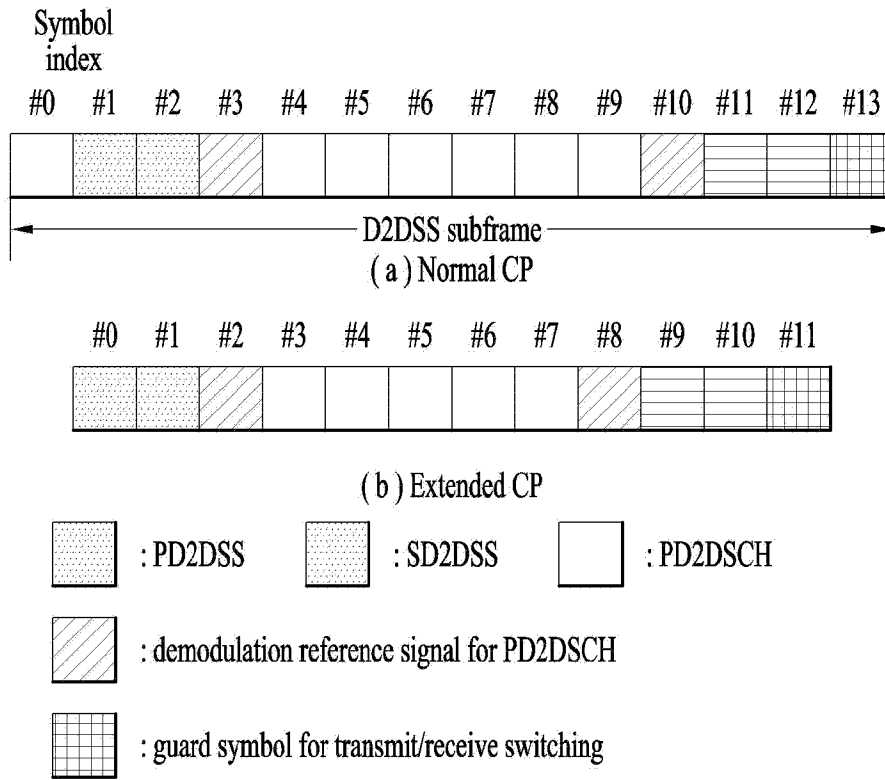 Symbol
index
#0 #1 #2 #3 #4 #5 #6 #7 #8 #9 #10 #11 #12 #13
D2DSS subframe
( a ) Normal CP
#0 #1 #2 #3 #4 #5 #6 #7 #8 #9 #10 #11
( b ) Extended CP
: PD2DSS : SD2DSS : PD2DSCH
: demodulation reference signal for PD2DSCH
: guard symbol for transmit/receive switching